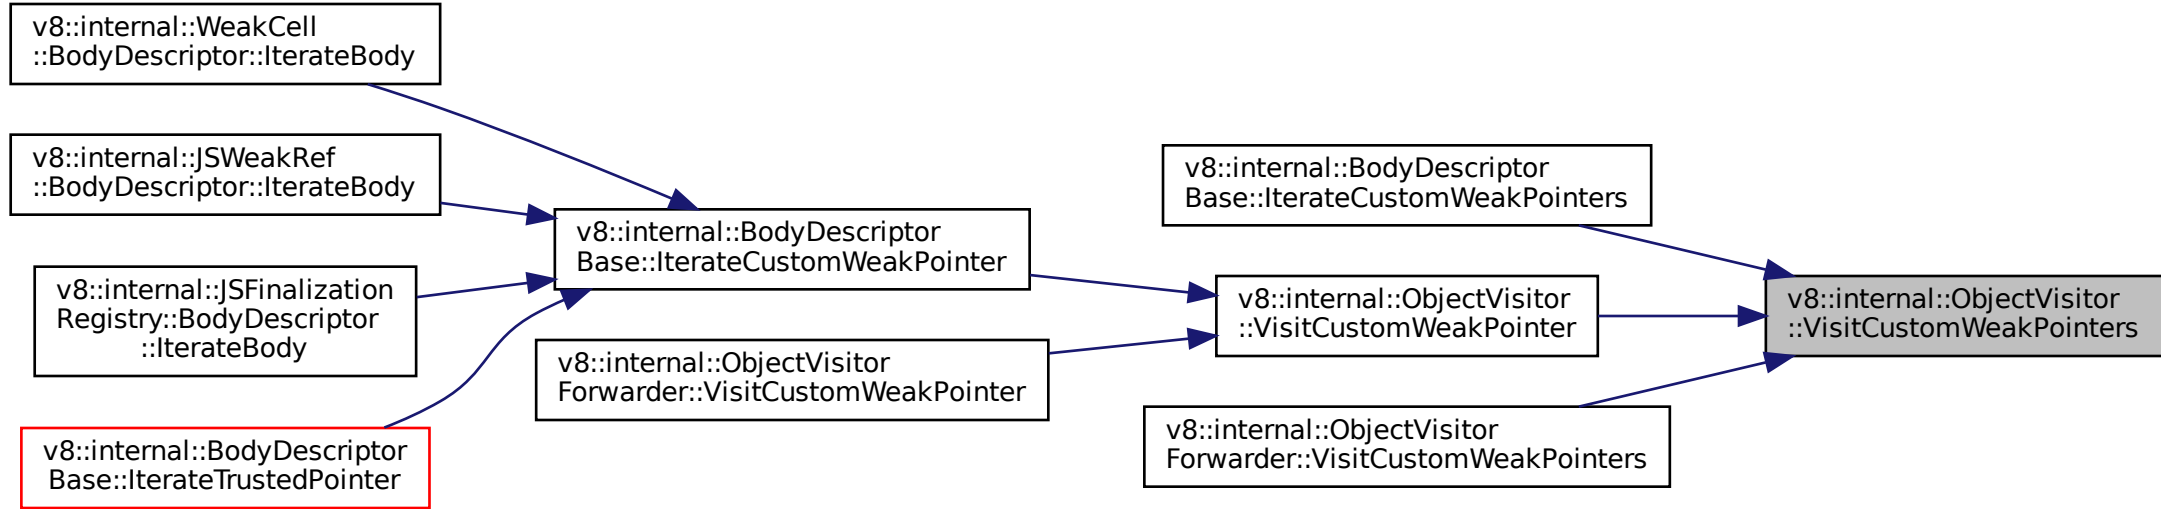 v8::internal::WeakCell
::BodyDescriptor::IterateBody
v8::internal::JSWeakRef
::BodyDescriptor::IterateBody
v8::internal::JSFinalization
Registry::BodyDescriptor
::IterateBody
v8::internal::BodyDescriptor
Base::IterateTrustedPointer
v8::internal::BodyDescriptor
Base::IterateCustomWeakPointer
v8::internal::ObjectVisitor
Forwarder::VisitCustomWeakPointer
v8::internal::BodyDescriptor
Base::IterateCustomWeakPointers
v8::internal::ObjectVisitor
::VisitCustomWeakPointer
v8::internal::ObjectVisitor
Forwarder::VisitCustomWeakPointers
v8::internal::ObjectVisitor
::VisitCustomWeakPointers